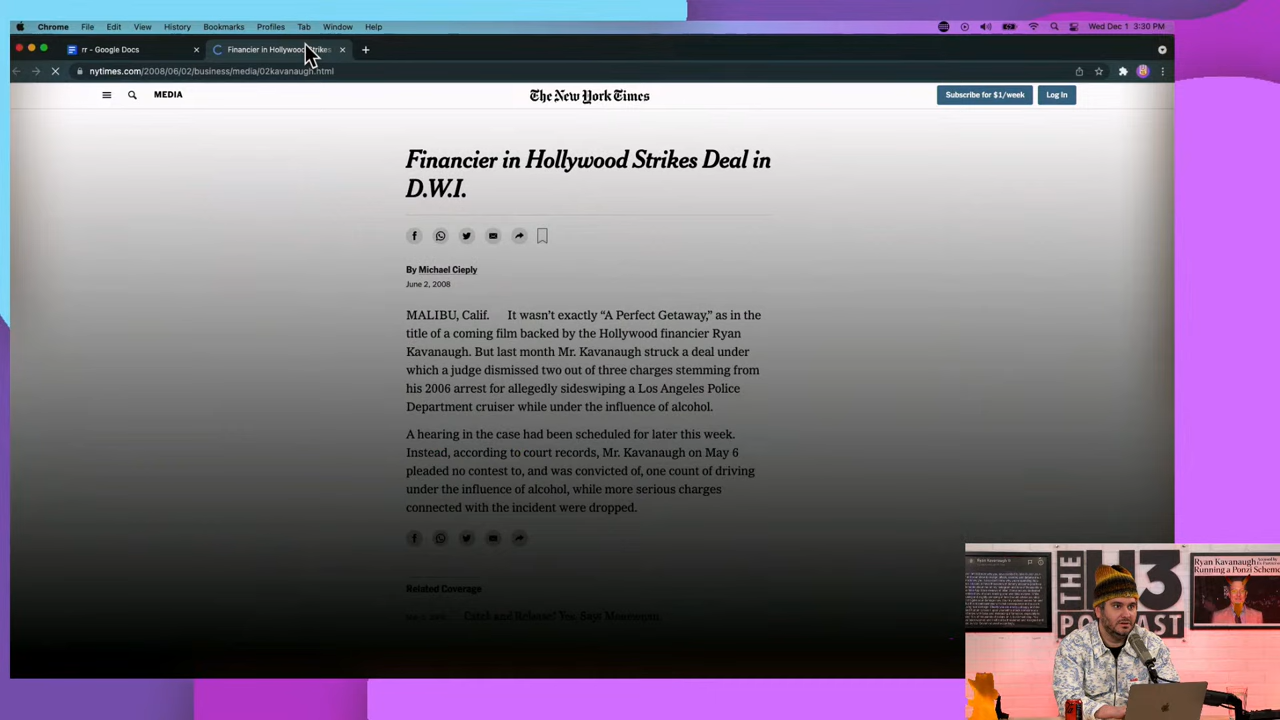 Chrome File Edit View History Bookmarks Profiles Tab Window Help Wed Dec 1 3:30 PM
rr - Google Docs Financier in Hollywood Strikes
nytimes.com/2008/06/02/business/media/02kavanaugh.html
MEDIA The New York Times Subscribe for $1/week Log In
Financier in Hollywood Strikes Deal in
D.W.I.
By Michael Cieply
June 2, 2008
MALIBU, Calif. It wasn't exactly “A Perfect Getaway,” as in the
title of a coming film backed by the Hollywood financier Ryan
Kavanaugh. But last month Mr. Kavanaugh struck a deal under
which a judge dismissed two out of three charges stemming from
his 2006 arrest for allegedly sideswiping a Los Angeles Police
Department cruiser while under the influence of alcohol.
A hearing in the case had been scheduled for later this week.
Instead, according to court records, Mr. Kavanaugh on May 6
pleaded no contest to, and was convicted of, one count of driving
under the influence of alcohol, while more serious charges
connected with the incident were dropped.
Related Coverage
THE H3
PODCAST
Ryan Kavanaugh
Running a Ponzi Scheme